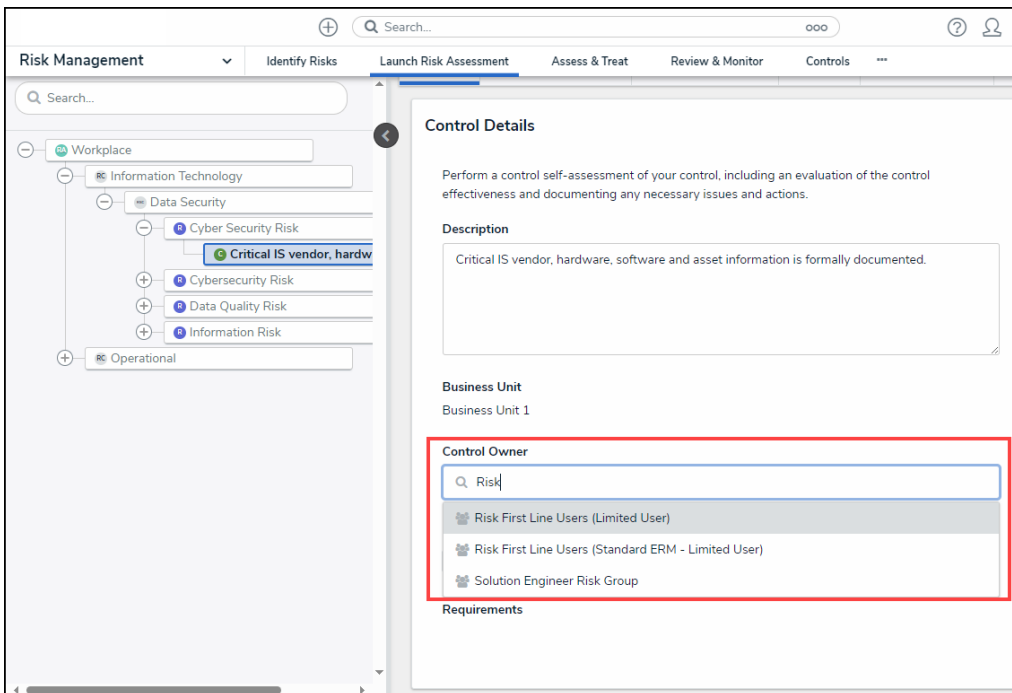 Search...
ooo
Risk Management
Identify Risks
Launch Risk Assessment
Assess & Treat
Review & Monitor
Controls
Search...
RA Workplace
RC Information Technology
Data Security
R Cyber Security Risk
C Critical IS vendor, hardw
R Cybersecurity Risk
R Data Quality Risk
R Information Risk
RC Operational
Control Details
Perform a control self-assessment of your control, including an evaluation of the control
effectiveness and documenting any necessary issues and actions.
Description
Critical IS vendor, hardware, software and asset information is formally documented.
Business Unit
Business Unit 1
Control Owner
Risk
Risk First Line Users (Limited User)
Risk First Line Users (Standard ERM - Limited User)
Solution Engineer Risk Group
Requirements